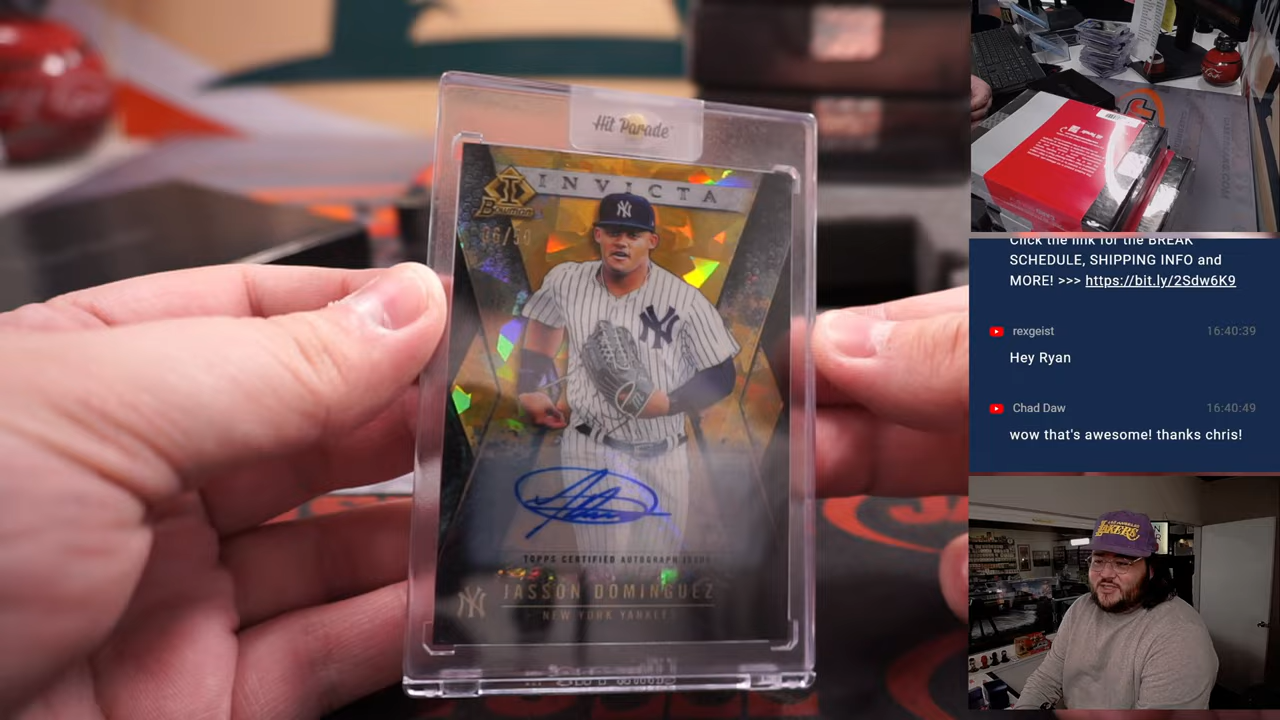 Hit Parade
INVICTA
Bowman
NY
NY
TOPPS CERTIFIED AUTOGRAPH ISSUE
JASSON DOMINGUEZ
NY
NEW YORK YANKEES
Click the link for the BREAK
SCHEDULE, SHIPPING INFO and
MORE! >>> https://bit.ly/2Sdw6K9
rexgeist 16:40:39
Hey Ryan
Chad Daw 16:40:49
wow that's awesome! thanks chris!
LAKERS